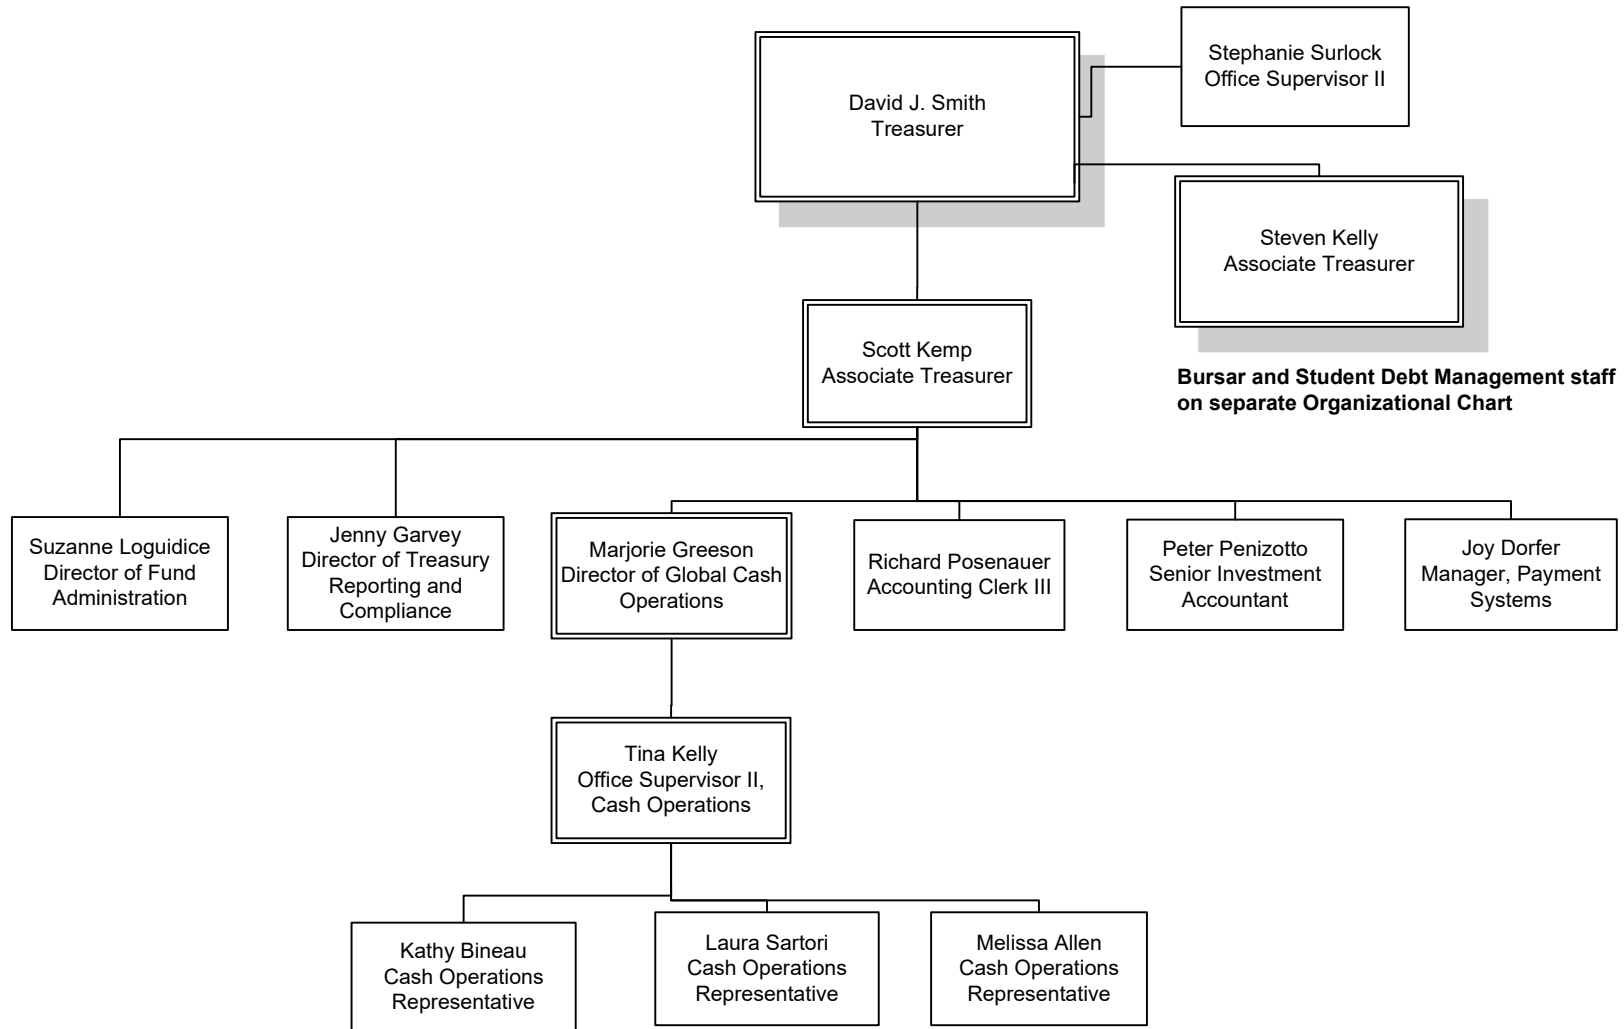 Stephanie Surlock
Office Supervisor II
David J. Smith
Treasurer
Steven Kelly
Associate Treasurer
Scott Kemp
Associate Treasurer
Bursar and Student Debt Management staff
on separate Organizational Chart
Suzanne Loguidice
Director of Fund
Administration
Jenny Garvey
Director of Treasury
Reporting and
Compliance
Marjorie Greeson
Director of Global Cash
Operations
Richard Posenauer
Accounting Clerk III
Peter Penizotto
Senior Investment
Accountant
Joy Dorfer
Manager, Payment
Systems
Tina Kelly
Office Supervisor II,
Cash Operations
Kathy Bineau
Cash Operations
Representative
Laura Sartori
Cash Operations
Representative
Melissa Allen
Cash Operations
Representative